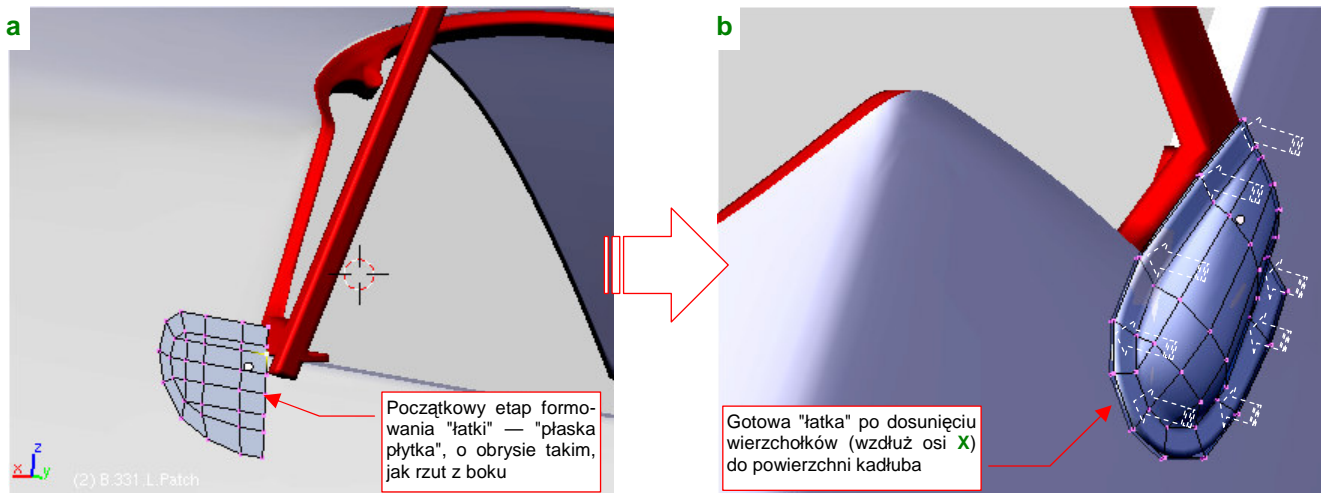 a
b
Początkowy etap formo-
wania "łatki" — "płaska
płytka", o obrysie takim,
jak rzut z boku
Gotowa "łatka" po dosunięciu
wierzchołków (wzdłuż osi X)
do powierzchni kadłuba
z
x y
(2) B.331.L.Patch